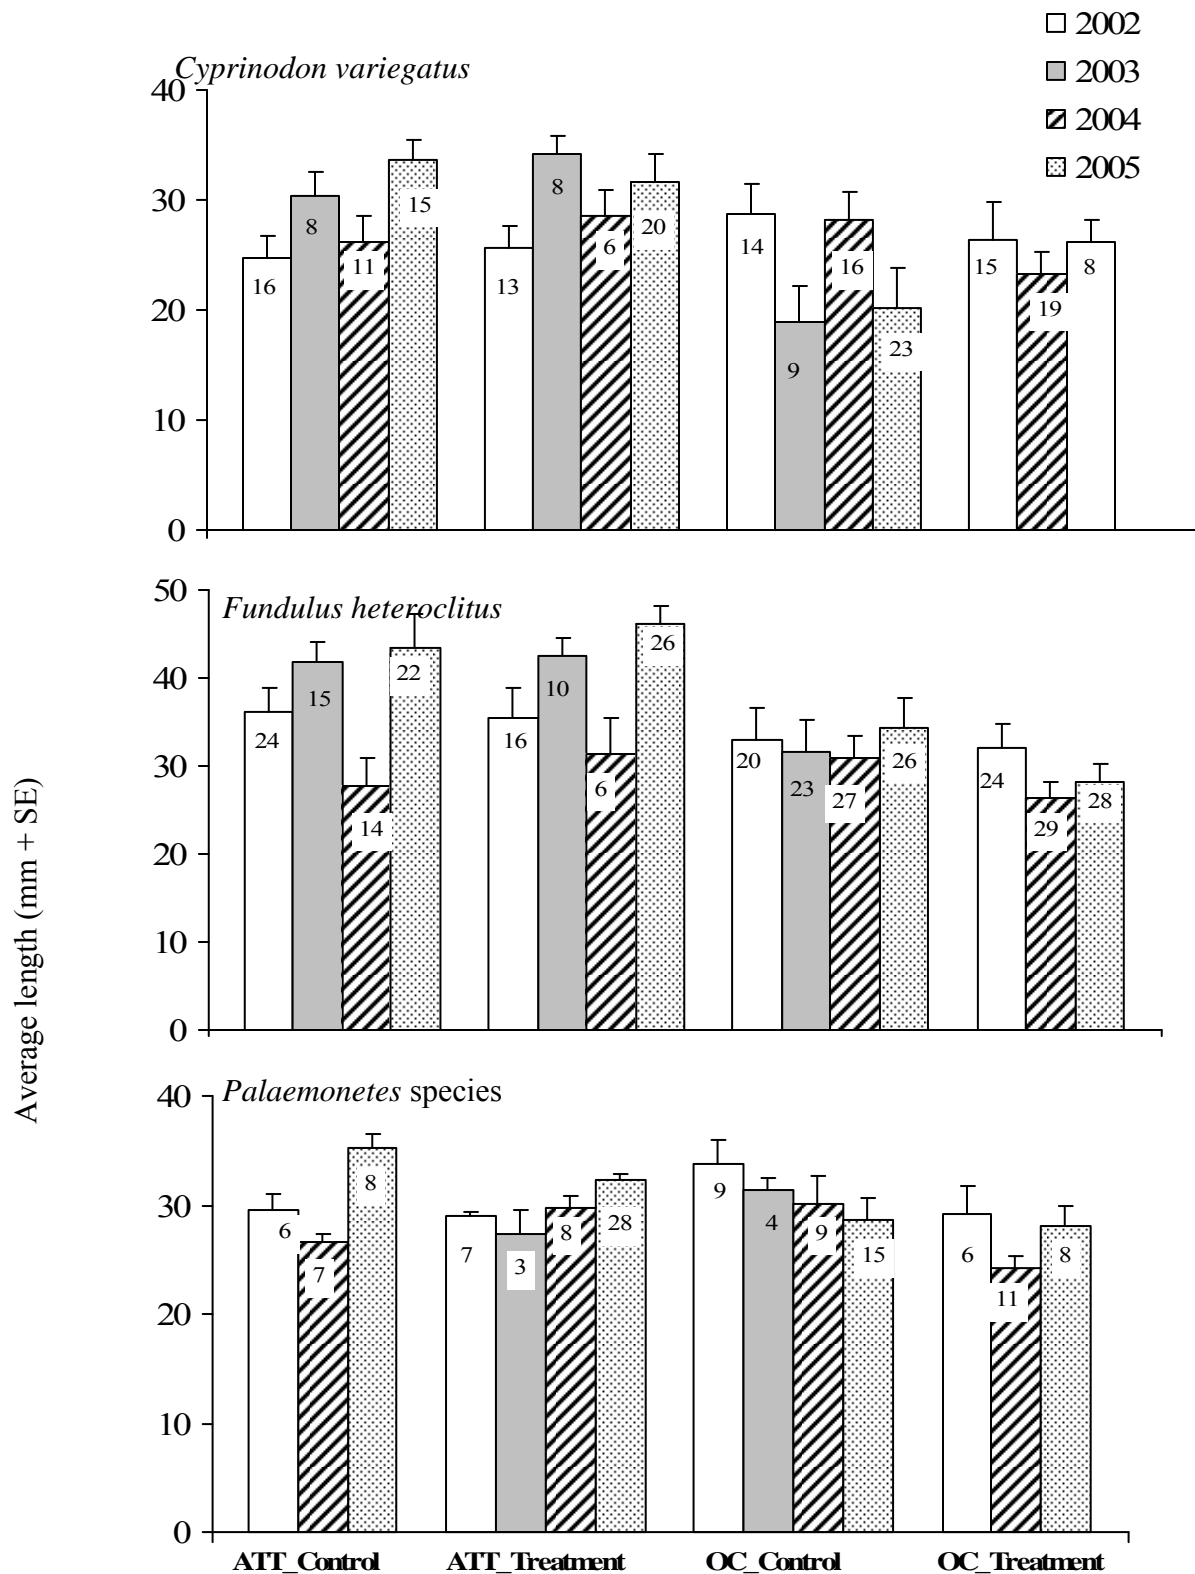 2002
2003
2004
2005
Cyprinodon variegatus
40
30
20
10
0
16 8 11 15 13 8 6 20 14 9 16 23 15 19 8
Fundulus heteroclitus
50
40
30
20
10
0
24 15 14 22 16 10 6 26 20 23 27 26 24 29 28
Average length (mm + SE)
Palaemonetes species
40
30
20
10
0
6 7 8 7 3 8 28 9 4 9 15 6 11 8
ATT_Control ATT_Treatment OC_Control OC_Treatment